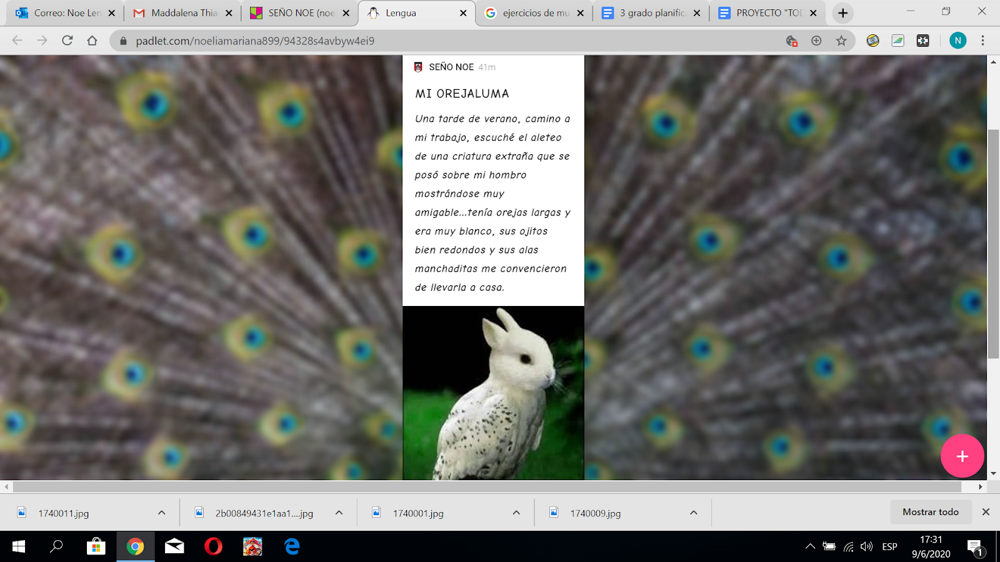 Correo: Noe Len
Maddalena Thia
SEÑO NOE (noe
Lengua
ejercicios de mu
3 grado planific
PROYECTO "TOD
padlet.com/noeliamariana899/94328s4avbyw4ei9
N
SEÑO NOE 41m
MI OREJALUMA
Una tarde de verano, camino a
mi trabajo, escuché el aleteo
de una criatura extraña que se
posó sobre mi hombro
mostrándose muy
amigable...tenía orejas largas y
era muy blanco, sus ojitos
bien redondos y sus alas
manchaditas me convencieron
de llevarla a casa.
1740011.jpg
2b00849431e1aa1....jpg
1740001.jpg
1740009.jpg
Mostrar todo
ESP
17:31
9/6/2020
1